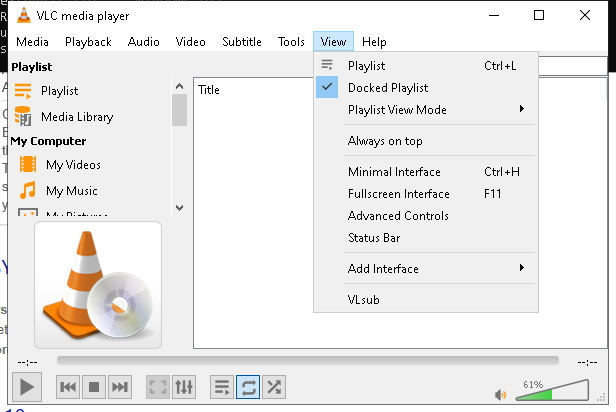 VLC media player
Media Playback Audio Video Subtitle Tools View Help
Playlist
Playlist
Media Library
My Computer
My Videos
My Music
My Pictures
Title
Playlist Ctrl+L
Docked Playlist
Playlist View Mode
Always on top
Minimal Interface Ctrl+H
Fullscreen Interface F11
Advanced Controls
Status Bar
Add Interface
VLsub
--:-- --:--
61%